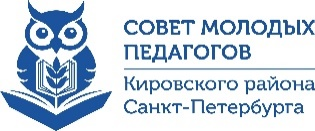 СОВЕТ МОЛОДЫХ
ПЕДАГОГОВ
Кировского района
Санкт-Петербурга